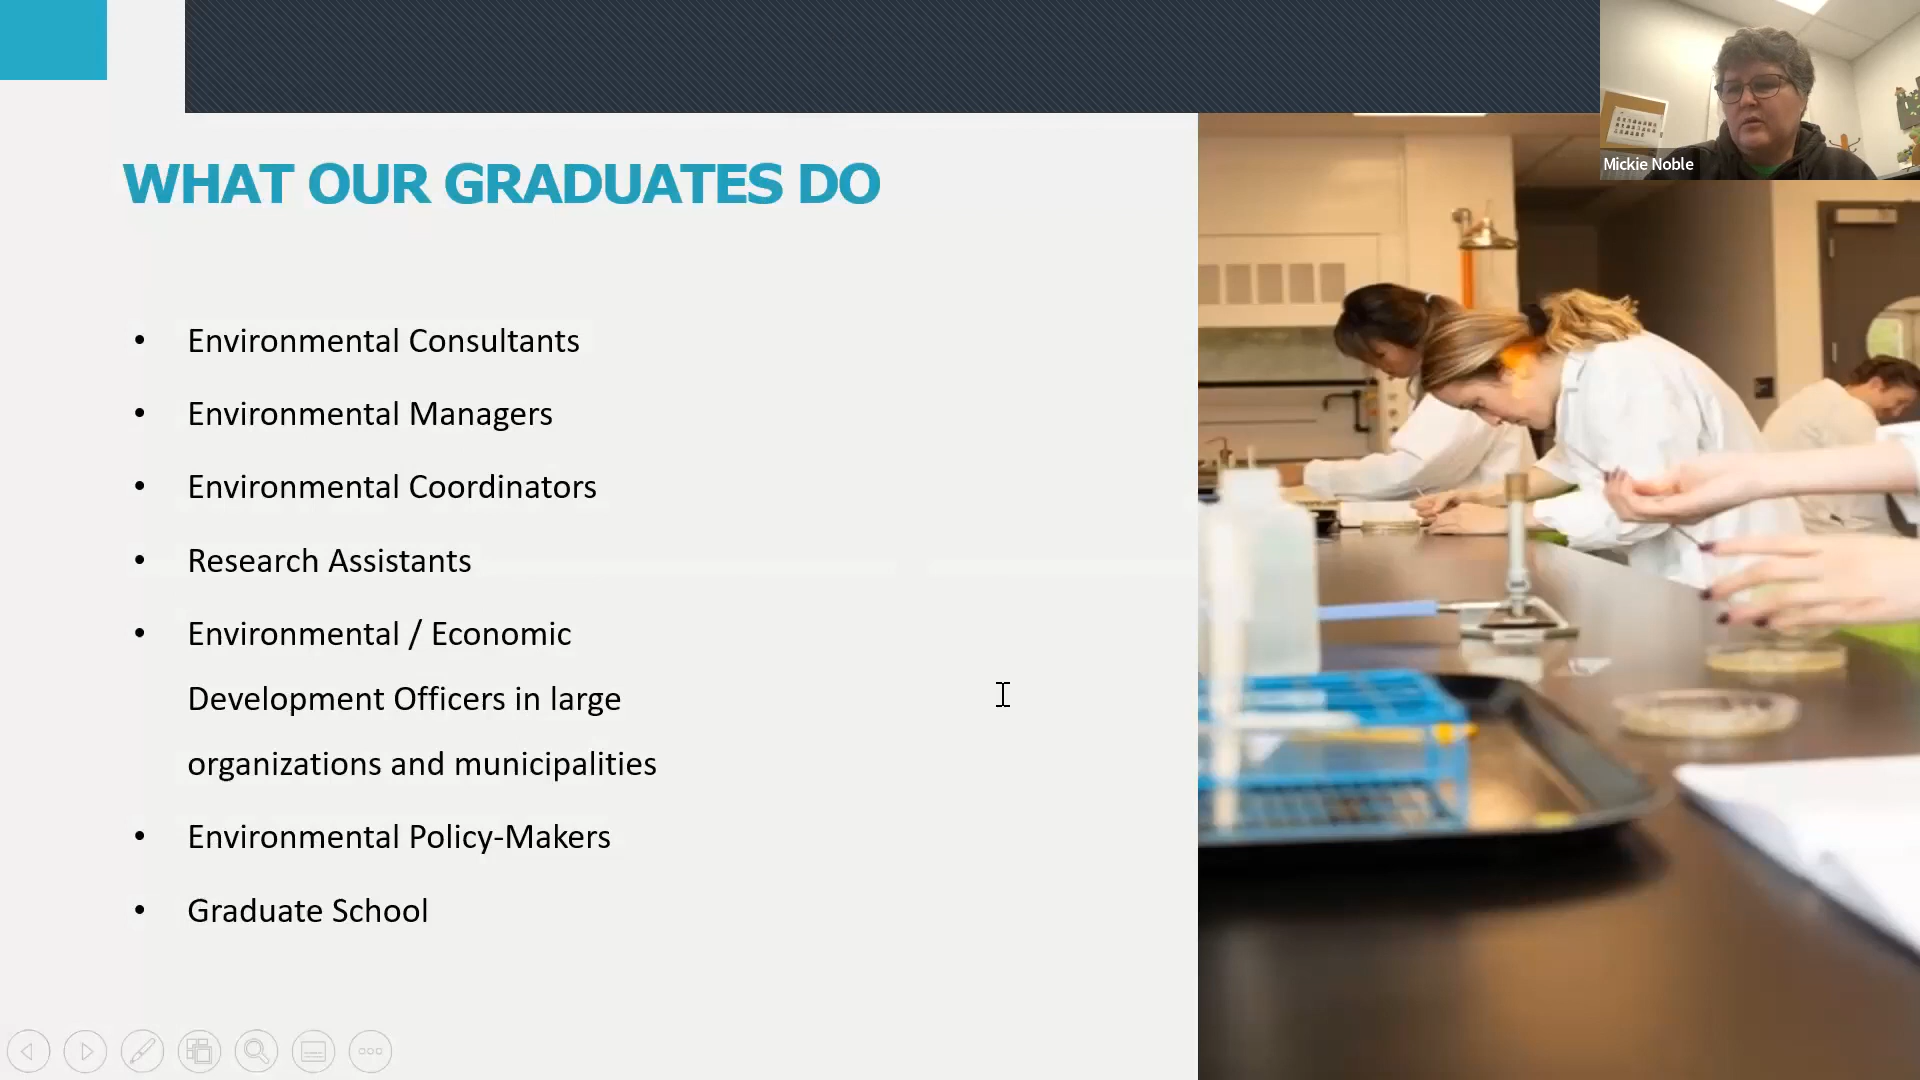 Mickie Noble
WHAT OUR GRADUATES DO
• Environmental Consultants
• Environmental Managers
• Environmental Coordinators
• Research Assistants
• Environmental / Economic
Development Officers in large
organizations and municipalities
• Environmental Policy-Makers
• Graduate School